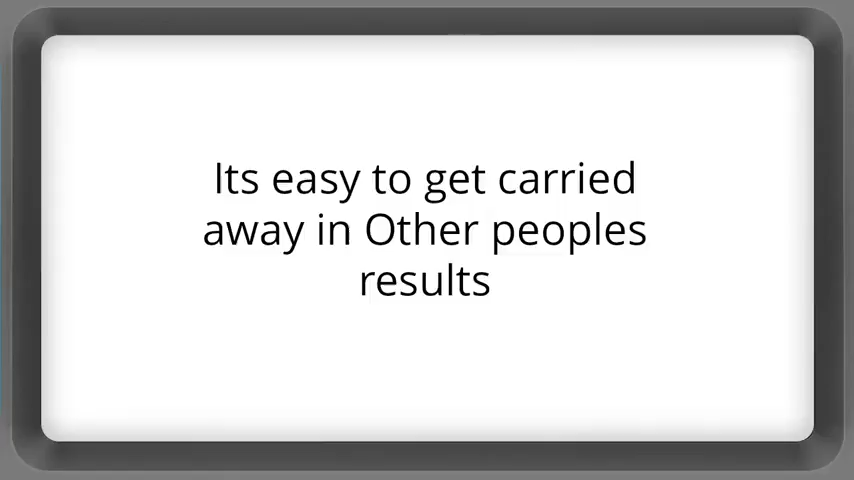 Its easy to get carried
away in Other peoples
results